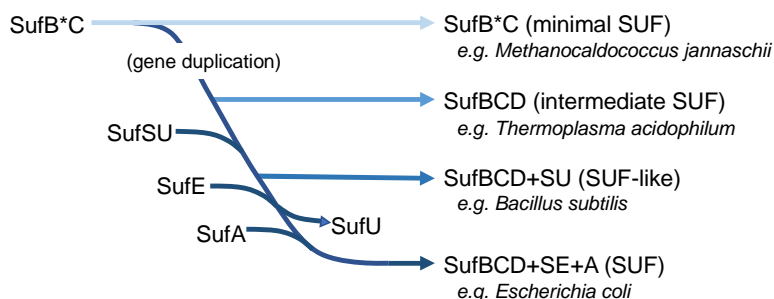 SufB*C
SufB*C (minimal SUF)
e.g. Methanocaldococcus jannaschii
(gene duplication)
SufBCD (intermediate SUF)
e.g. Thermoplasma acidophilum
SufSU
SufBCD+SU (SUF-like)
e.g. Bacillus subtilis
SufE
SufU
SufA
SufBCD+SE+A (SUF)
e.g. Escherichia coli